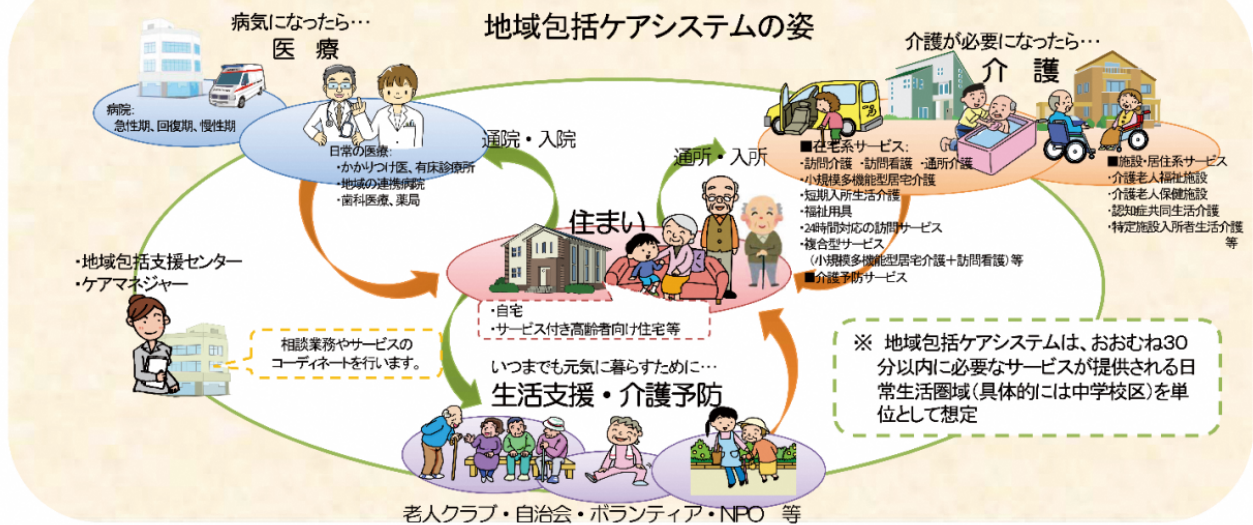 地域包括ケアシステムの姿
病気になったら…
医 療
病院:
急性期、回復期、慢性期
日常の医療:
・かかりつけ医、有床診療所
・地域の連携病院
・歯科医療、薬局
通院・入院
通所・入所
介護が必要になったら…
介 護
■在宅系サービス:
・訪問介護 ・訪問看護 ・通所介護
・小規模多機能型居宅介護
・短期入所生活介護
・福祉用具
・24時間対応の訪問サービス
・複合型サービス
(小規模多機能型居宅介護+訪問看護)等
■介護予防サービス
■施設・居住系サービス
・介護老人福祉施設
・介護老人保健施設
・認知症共同生活介護
・特定施設入所者生活介護
等
住まい
・自宅
・サービス付き高齢者向け住宅等
・地域包括支援センター
・ケアマネジャー
相談業務やサービスの
コーディネートを行います。
いつまでも元気に暮らすために…
生活支援・介護予防
老人クラブ・自治会・ボランティア・NPO 等
※ 地域包括ケアシステムは、おおむね30
分以内に必要なサービスが提供される日
常生活圏域(具体的には中学校区)を単
位として想定